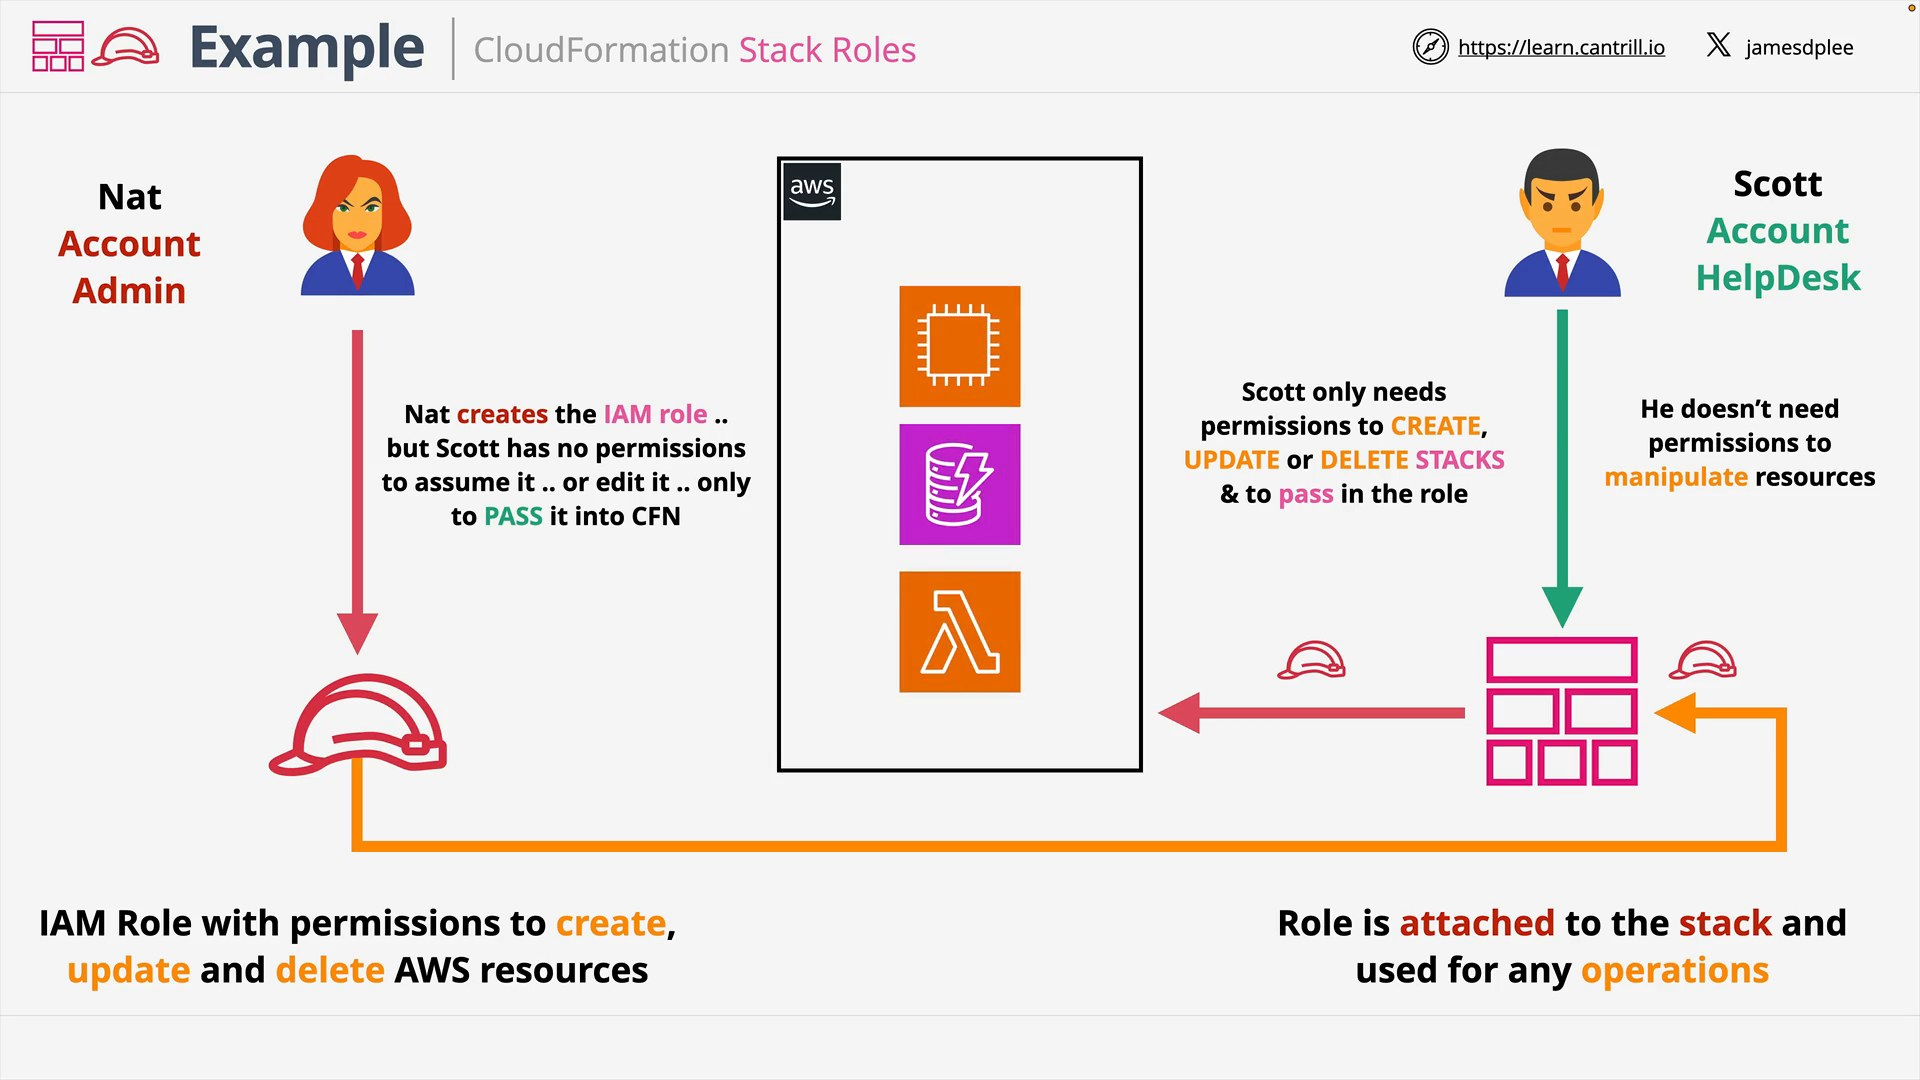 Example
CloudFormation Stack Roles
https://learn.cantrill.io
jamesdplee
Nat
Account
Admin
aws
Scott
Account
HelpDesk
Nat creates the IAM role ..
but Scott has no permissions
to assume it .. or edit it .. only
to PASS it into CFN
Scott only needs
permissions to CREATE,
UPDATE or DELETE STACKS
& to pass in the role
He doesn’t need
permissions to
manipulate resources
IAM Role with permissions to create,
update and delete AWS resources
Role is attached to the stack and
used for any operations